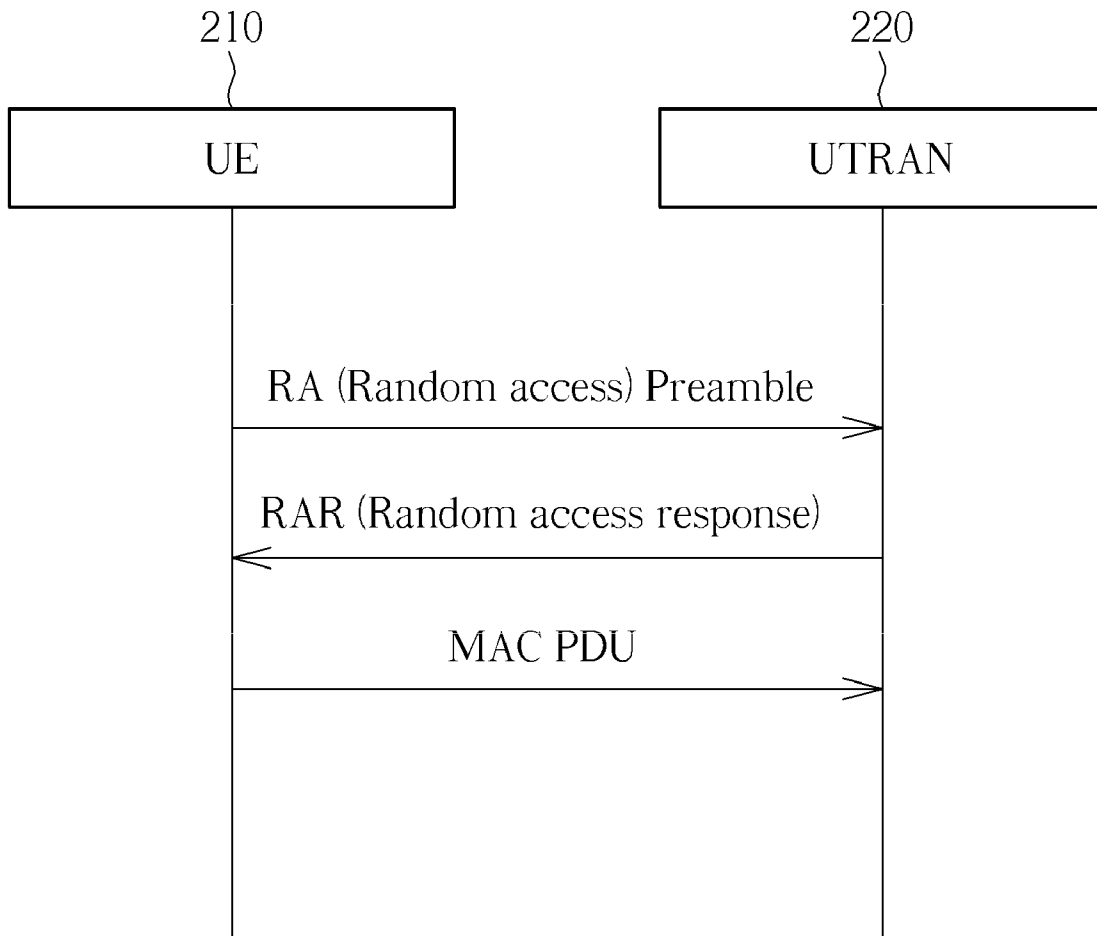 210
220
UE
UTRAN
RA (Random access) Preamble
RAR (Random access response)
MAC PDU